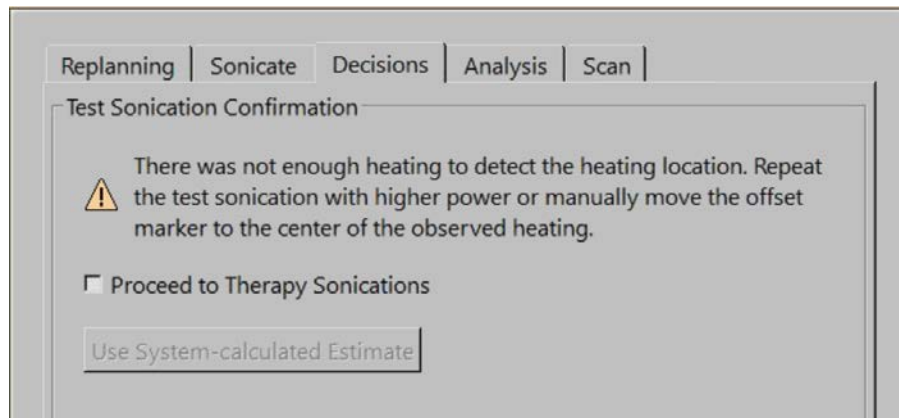 Replanning Sonicate Decisions Analysis Scan
Test Sonication Confirmation
There was not enough heating to detect the heating location. Repeat
the test sonication with higher power or manually move the offset
marker to the center of the observed heating.
Proceed to Therapy Sonications
Use System-calculated Estimate